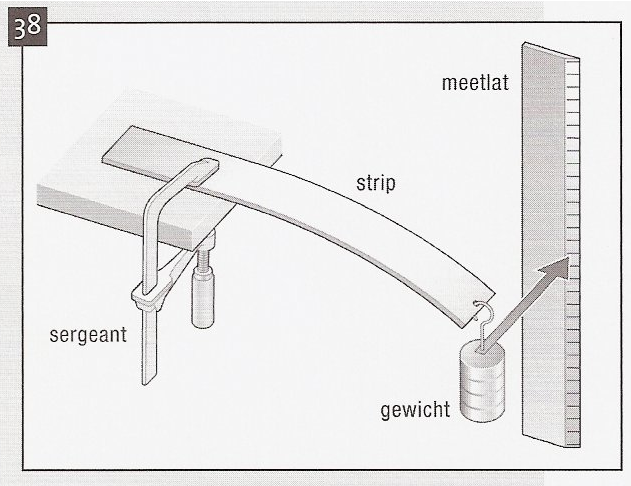 38
meetlat
strip
sergeant
gewicht